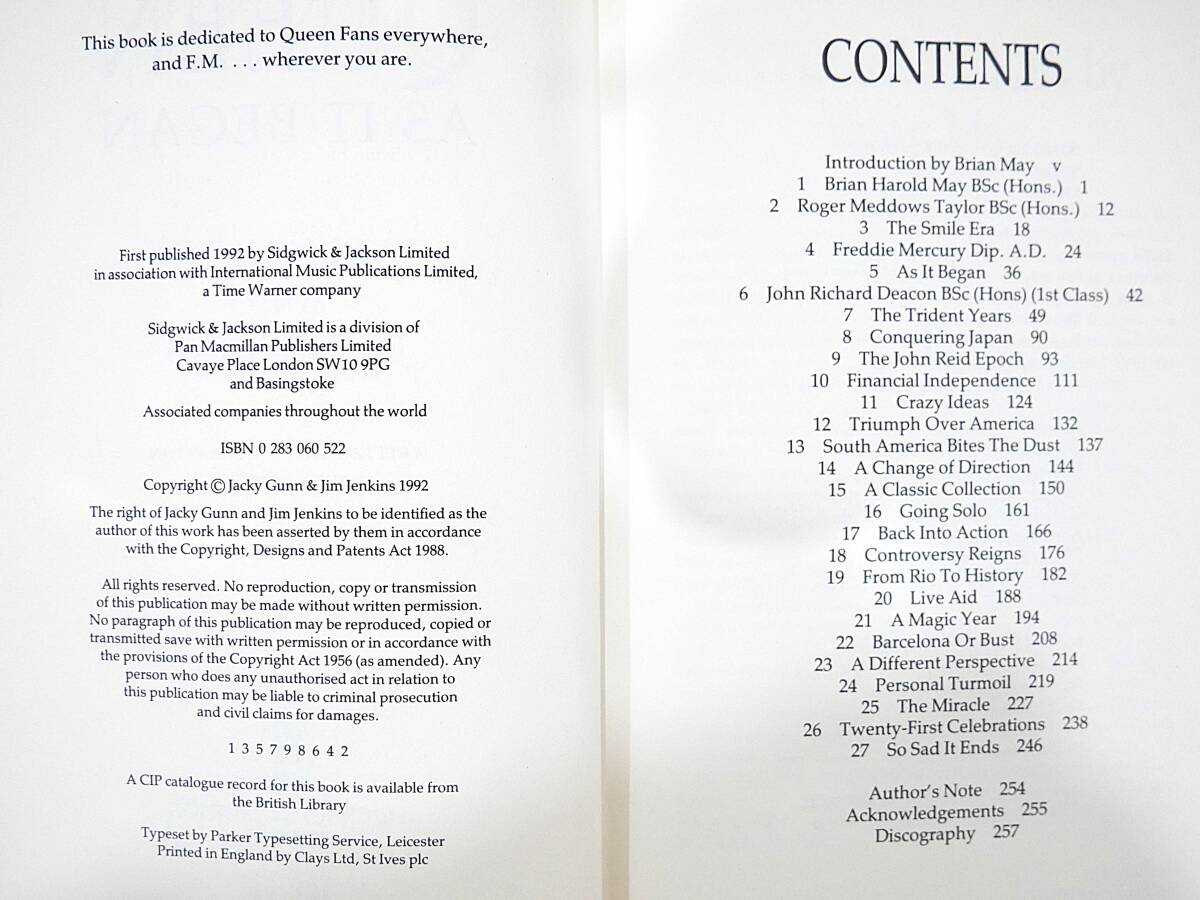 This book is dedicated to Queen Fans everywhere,
and F.M. . . . wherever you are.
AS IT BEGAN
First published 1992 by Sidgwick & Jackson Limited
in association with International Music Publications Limited,
a Time Warner company
Sidgwick & Jackson Limited is a division of
Pan Macmillan Publishers Limited
Cavaye Place London SW10 9PG
and Basingstoke
Associated companies throughout the world
ISBN 0 283 060 522
Copyright © Jacky Gunn & Jim Jenkins 1992
The right of Jacky Gunn and Jim Jenkins to be identified as the
author of this work has been asserted by them in accordance
with the Copyright, Designs and Patents Act 1988.
All rights reserved. No reproduction, copy or transmission
of this publication may be made without written permission.
No paragraph of this publication may be reproduced, copied or
transmitted save with written permission or in accordance with
the provisions of the Copyright Act 1956 (as amended). Any
person who does any unauthorised act in relation to
this publication may be liable to criminal prosecution
and civil claims for damages.
1 3 5 7 9 8 6 4 2
A CIP catalogue record for this book is available from
the British Library
Typeset by Parker Typesetting Service, Leicester
Printed in England by Clays Ltd, St Ives plc
CONTENTS
Introduction by Brian May v
1 Brian Harold May BSc (Hons.) 1
2 Roger Meddows Taylor BSc (Hons.) 12
3 The Smile Era 18
4 Freddie Mercury Dip. A.D. 24
5 As It Began 36
6 John Richard Deacon BSc (Hons) (1st Class) 42
7 The Trident Years 49
8 Conquering Japan 90
9 The John Reid Epoch 93
10 Financial Independence 111
11 Crazy Ideas 124
12 Triumph Over America 132
13 South America Bites The Dust 137
14 A Change of Direction 144
15 A Classic Collection 150
16 Going Solo 161
17 Back Into Action 166
18 Controversy Reigns 176
19 From Rio To History 182
20 Live Aid 188
21 A Magic Year 194
22 Barcelona Or Bust 208
23 A Different Perspective 214
24 Personal Turmoil 219
25 The Miracle 227
26 Twenty-First Celebrations 238
27 So Sad It Ends 246
Author's Note 254
Acknowledgements 255
Discography 257